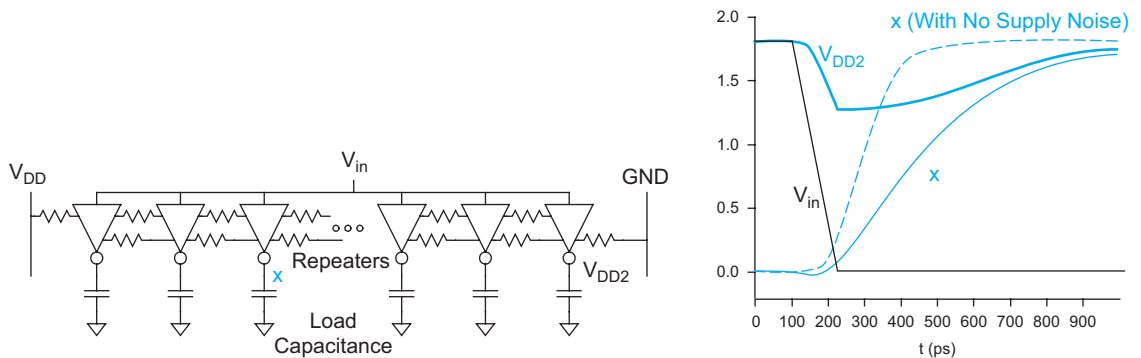 V_DD
V_in
GND
Repeaters
x
V_DD2
Load
Capacitance
x (With No Supply Noise)
2.0
1.5
1.0
0.5
0.0
V_DD2
V_in
x
0 100 200 300 400 500 600 700 800 900
t (ps)